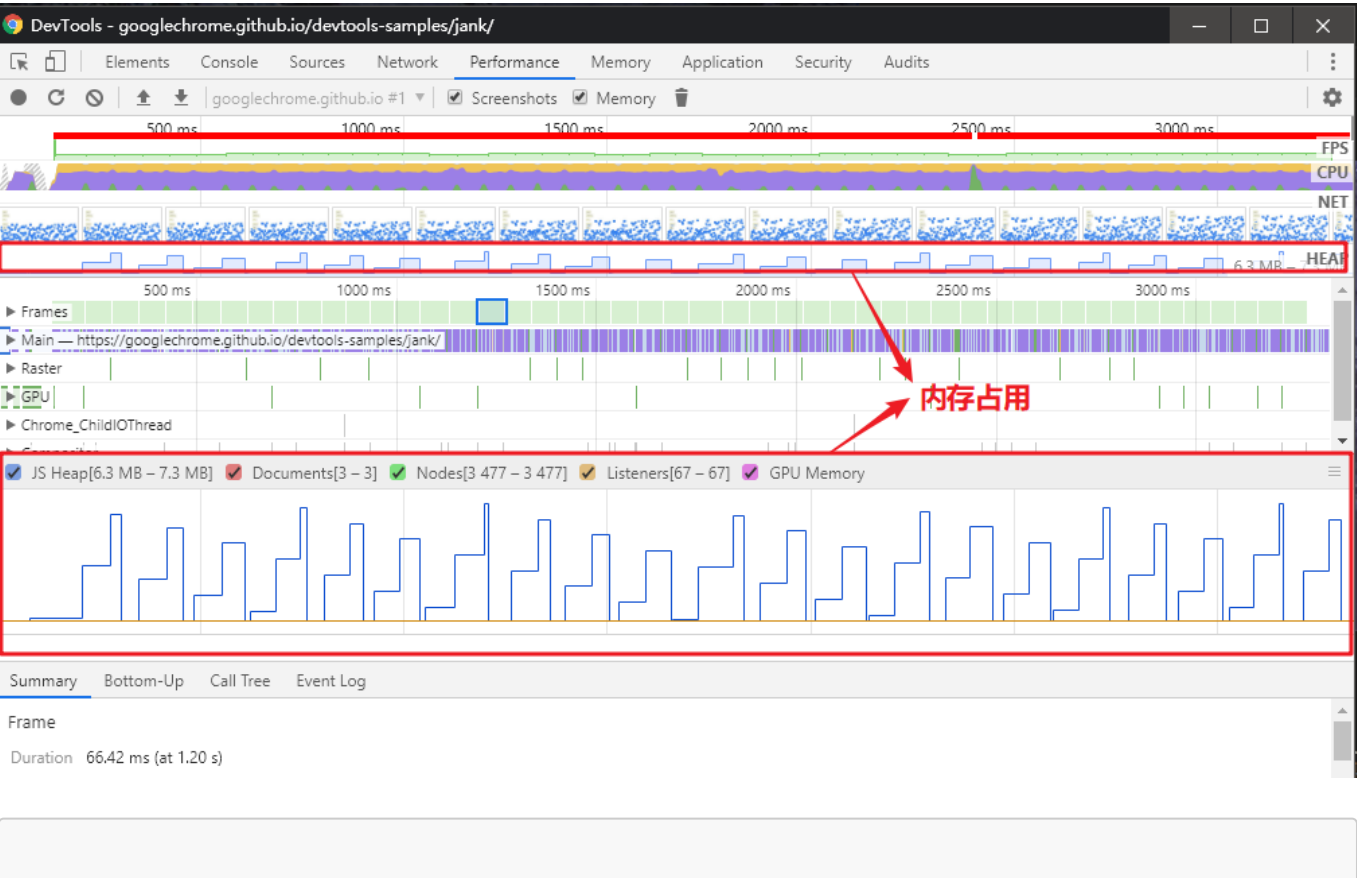 DevTools - googlechrome.github.io/devtools-samples/jank/
Elements Console Sources Network Performance Memory Application Security Audits
googlechrome.github.io #1 ▼ Screenshots Memory
500 ms 1000 ms 1500 ms 2000 ms 2500 ms 3000 ms
FPS
CPU
NET
HEAP
6.3 MB –
500 ms 1000 ms 1500 ms 2000 ms 2500 ms 3000 ms
Frames
Main — https://googlechrome.github.io/devtools-samples/jank/
Raster
GPU
内存占用
Chrome_ChildIOThread
Compositor
JS Heap[6.3 MB – 7.3 MB] Documents[3 – 3] Nodes[3 477 – 3 477] Listeners[67 – 67] GPU Memory
Summary Bottom-Up Call Tree Event Log
Frame
Duration 66.42 ms (at 1.20 s)